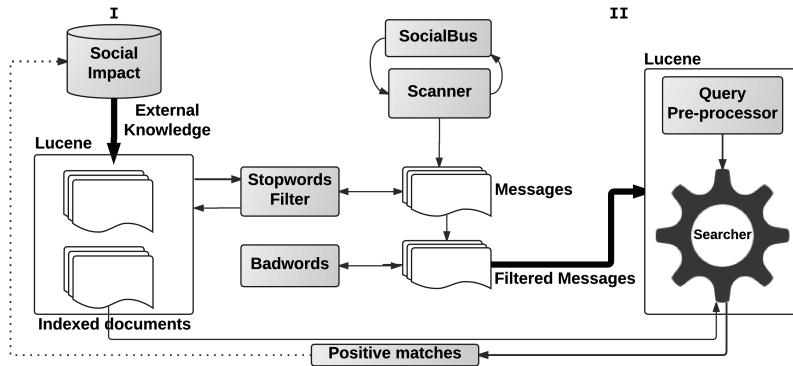 I
II
Social
Impact
SocialBus
Scanner
Lucene
Query
Pre-processor
External
Knowledge
Lucene
Stopwords
Filter
Messages
Searcher
Badwords
Filtered Messages
Indexed documents
Positive matches